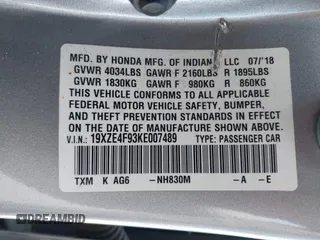 MFD. BY HONDA MFG. OF INDIANA LLC 07/'18
GVWR 4034LBS GAWR F 2160LBS R 1895LBS
GVWR 1830KG GAWR F 980KG R 860KG
THIS VEHICLE CONFORMS TO ALL APPLICABLE
FEDERAL MOTOR VEHICLE SAFETY, BUMPER,
AND THEFT PREVENTION STANDARDS IN EFFECT
ON THE DATE OF MANUFACTURE SHOWN ABOVE.
V.I.N.: 19XZE4F93KE007489 TYPE: PASSENGER CAR
TXM K AG6 -NH830M -A -E
DREAMBID